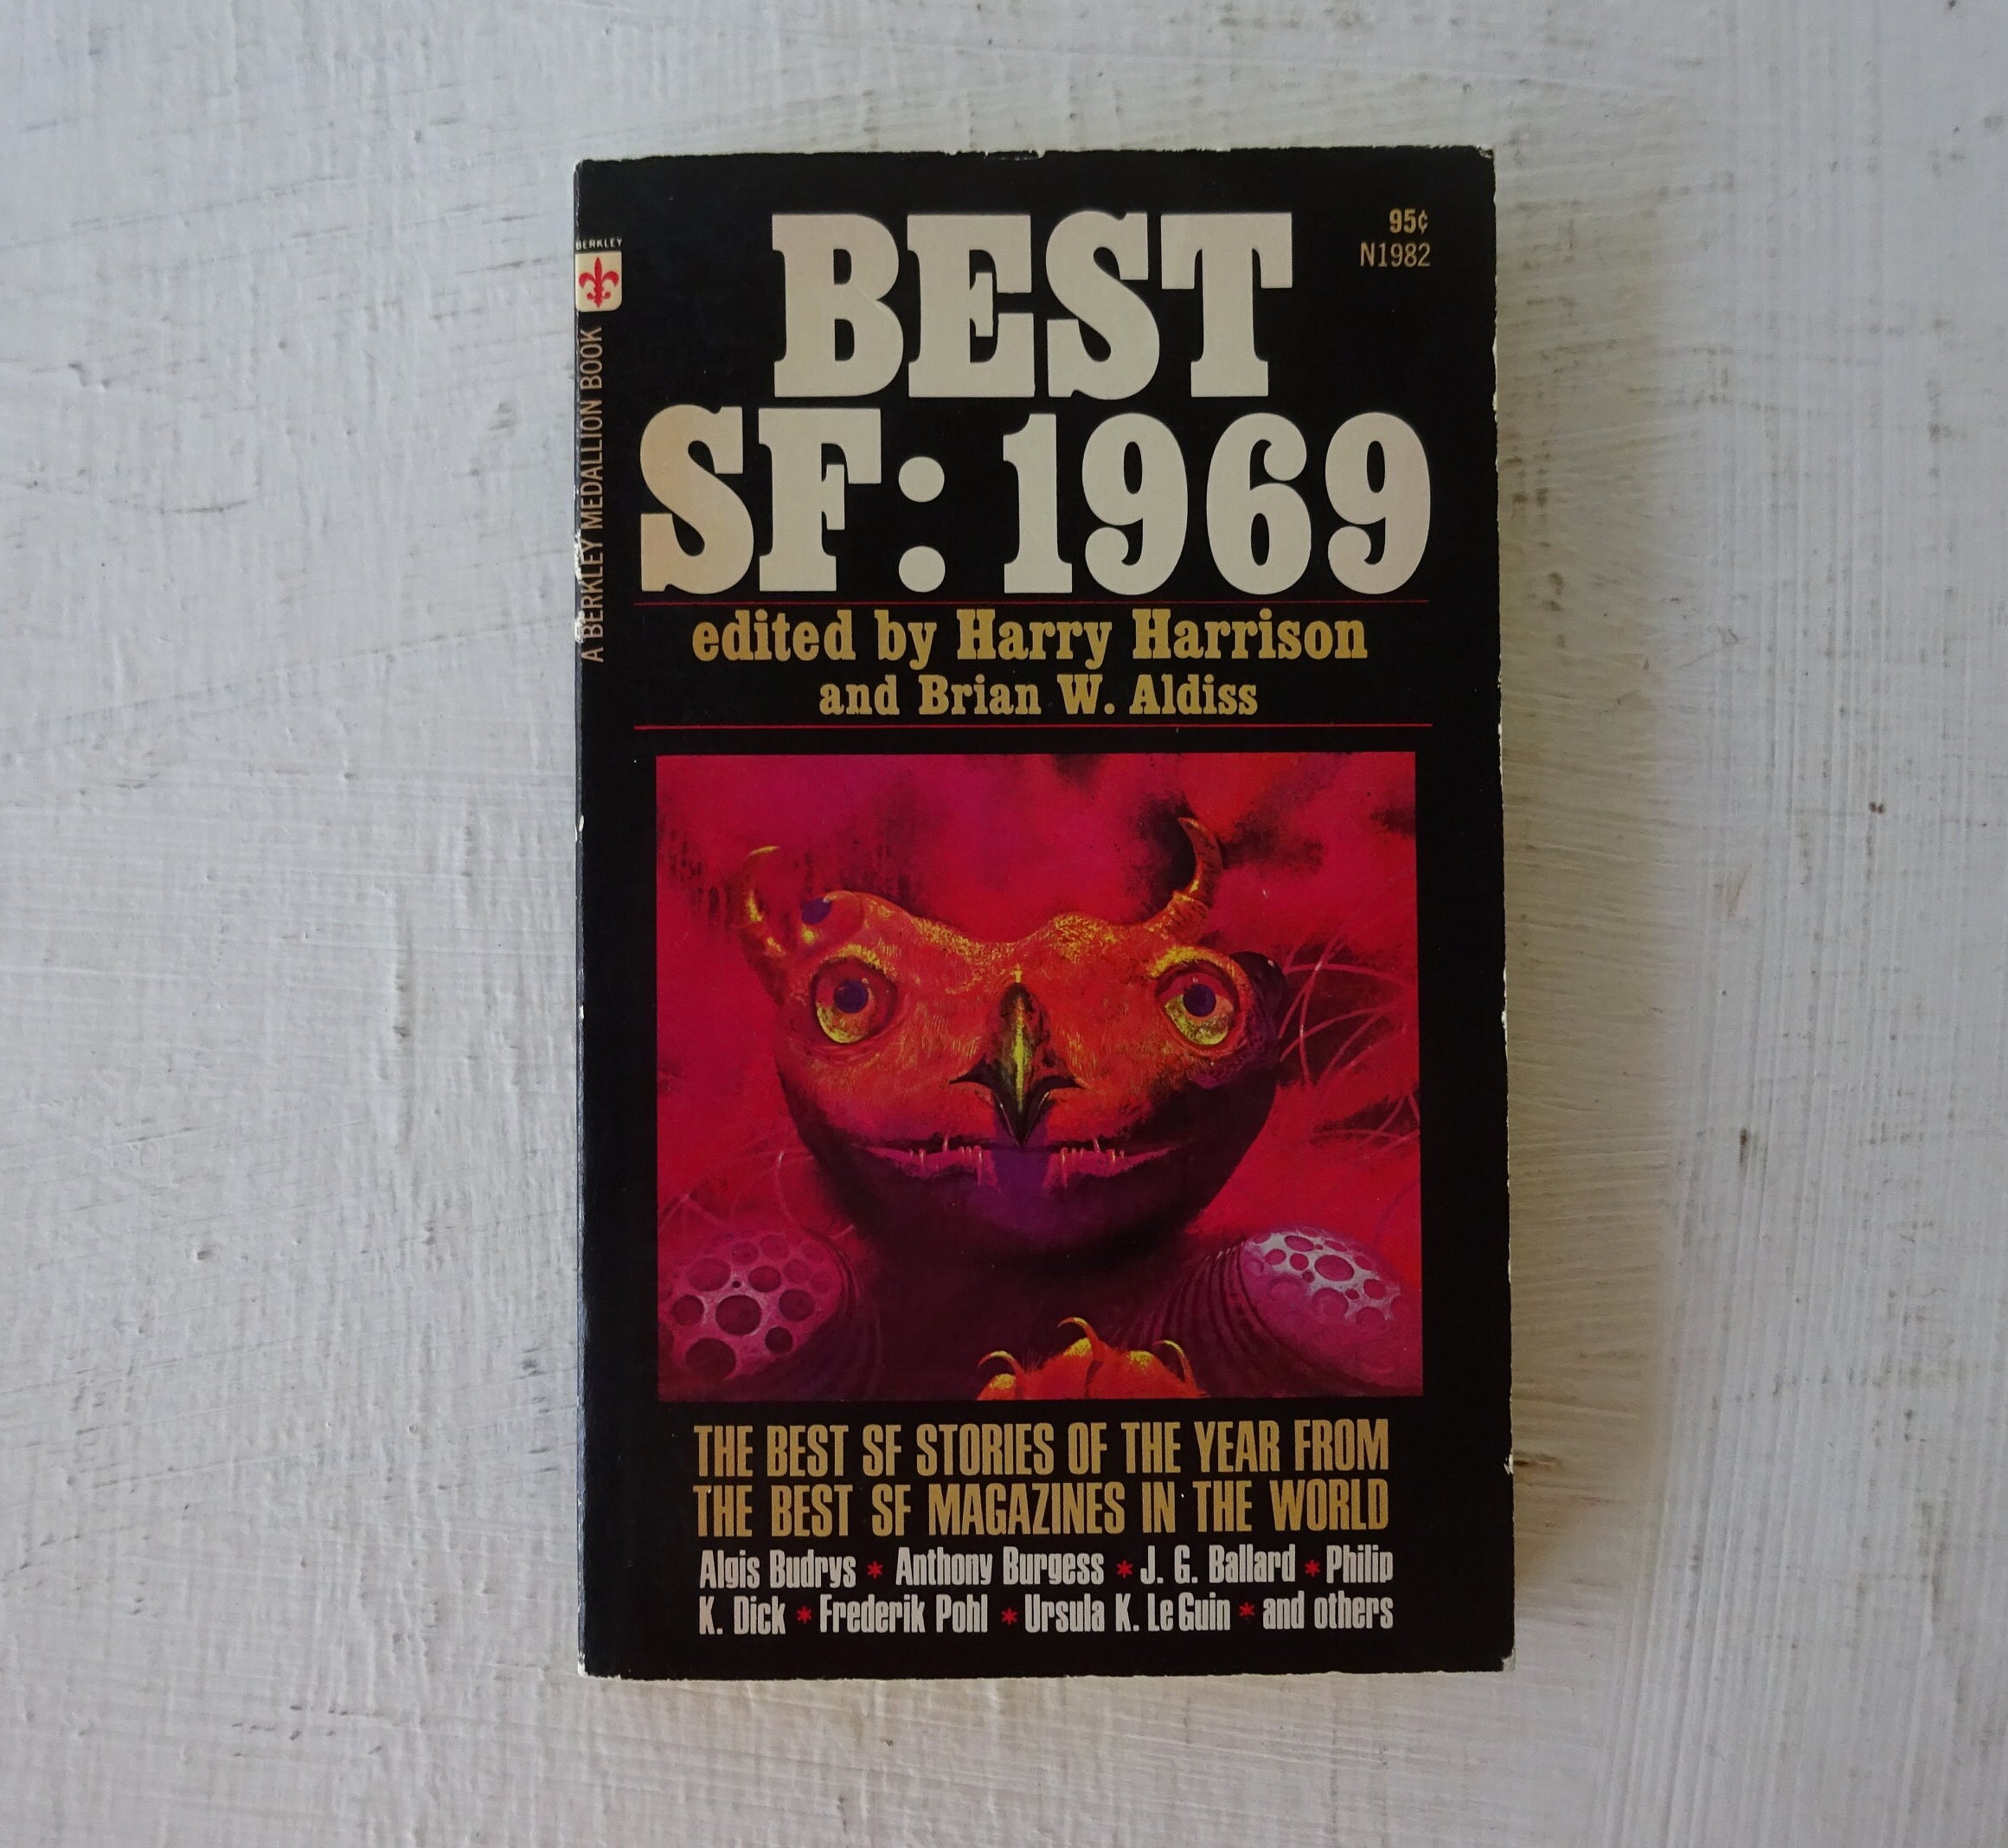 BERKLEY
A BERKLEY MEDALLION BOOK
95¢
N1982
BEST
SF: 1969
edited by Harry Harrison
and Brian W. Aldiss
THE BEST SF STORIES OF THE YEAR FROM
THE BEST SF MAGAZINES IN THE WORLD
Algis Budrys * Anthony Burgess * J. G. Ballard * Philip
K. Dick * Frederik Pohl * Ursula K. Le Guin * and others